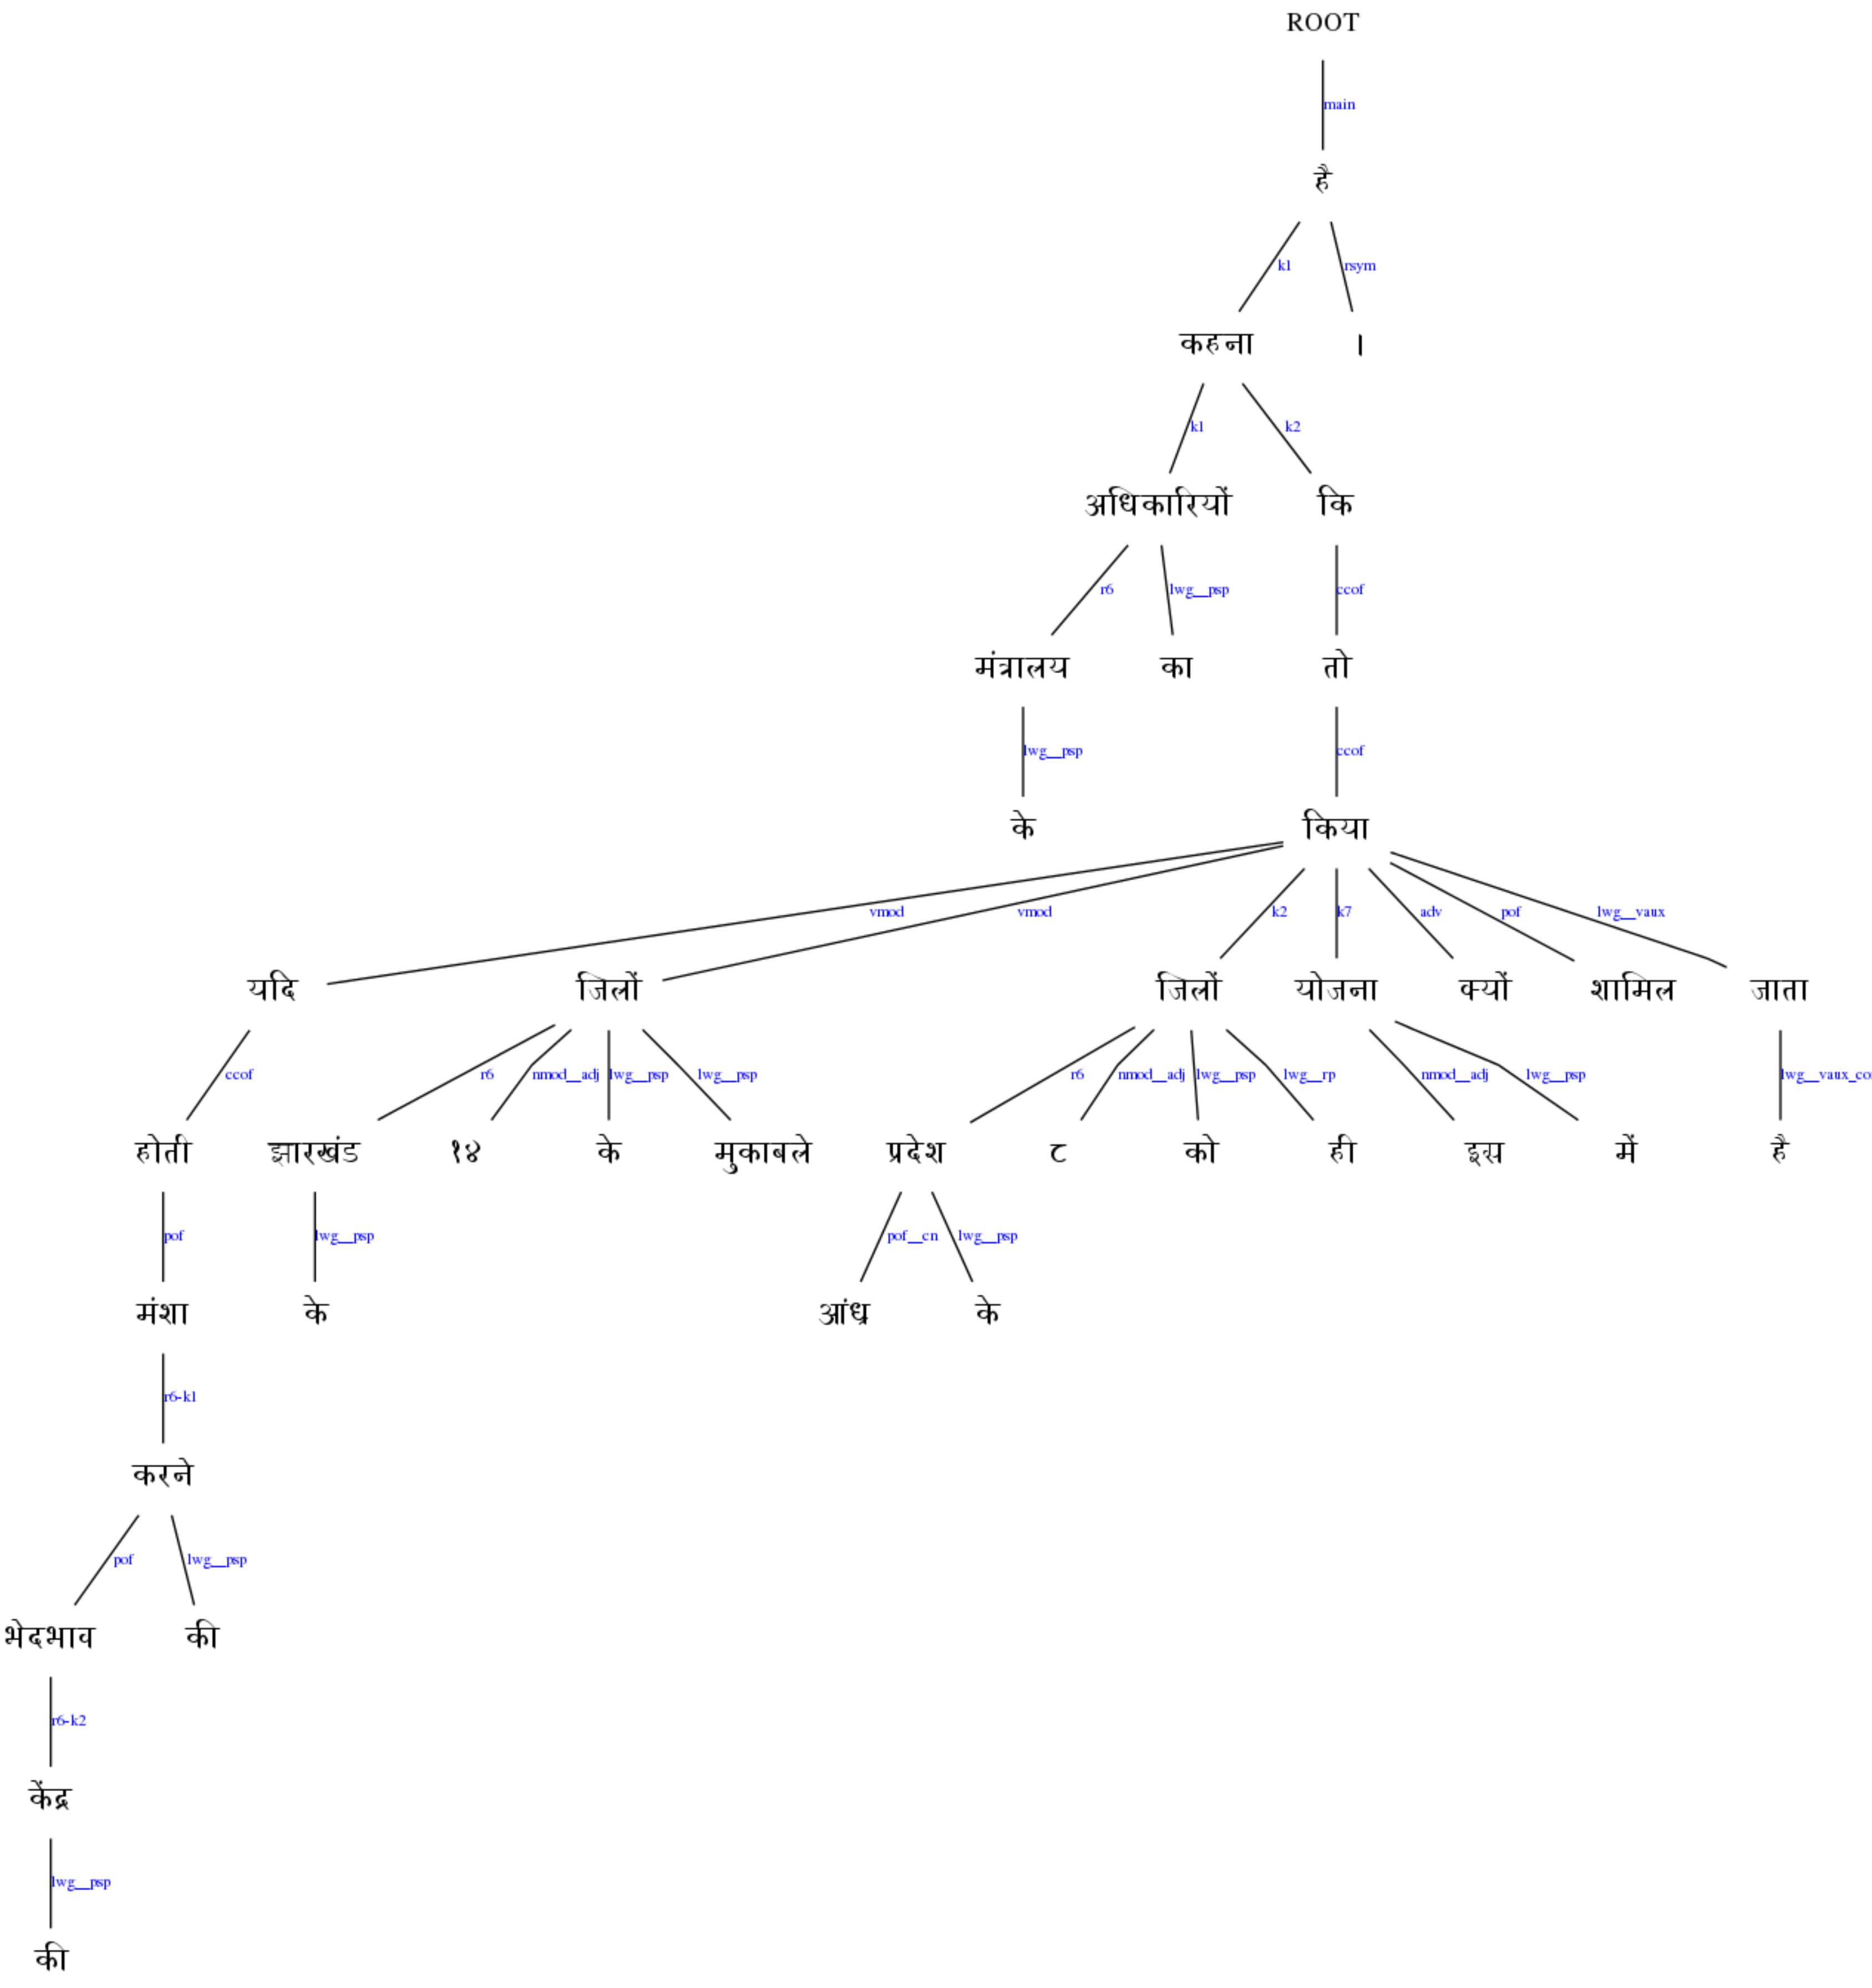 ROOT
main
है
k1 rsym
कहना ।
k1 k2
अधिकारियों कि
r6 lwg__psp ccof
मंत्रालय का तो
lwg__psp ccof
के किया
vmod vmod k2 k7 adv pof lwg__vaux
यदि जिलों जिलों योजना क्यों शामिल जाता
ccof r6 nmod__adj lwg__psp lwg__psp r6 nmod__adj lwg__psp lwg__rp nmod__adj lwg__psp lwg__vaux_co
होती झारखंड १४ के मुकाबले प्रदेश ८ को ही इस में है
pof lwg__psp pof__cn lwg__psp
मंशा के आंध्र के
r6-k1
करने
pof lwg__psp
भेदभाव की
r6-k2
केंद्र
lwg__psp
की